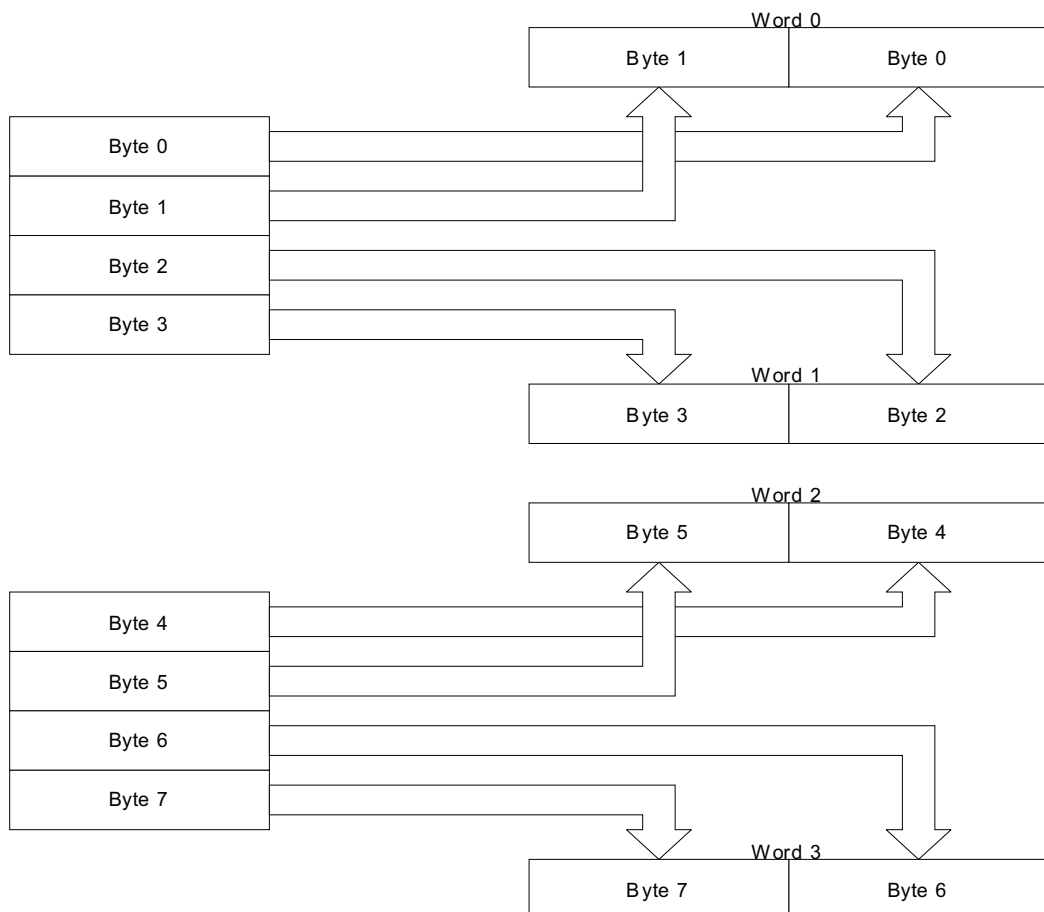 Word 0
Byte 1 Byte 0
Byte 0
Byte 1
Byte 2
Byte 3
Word 1
Byte 3 Byte 2
Word 2
Byte 5 Byte 4
Byte 4
Byte 5
Byte 6
Byte 7
Word 3
Byte 7 Byte 6